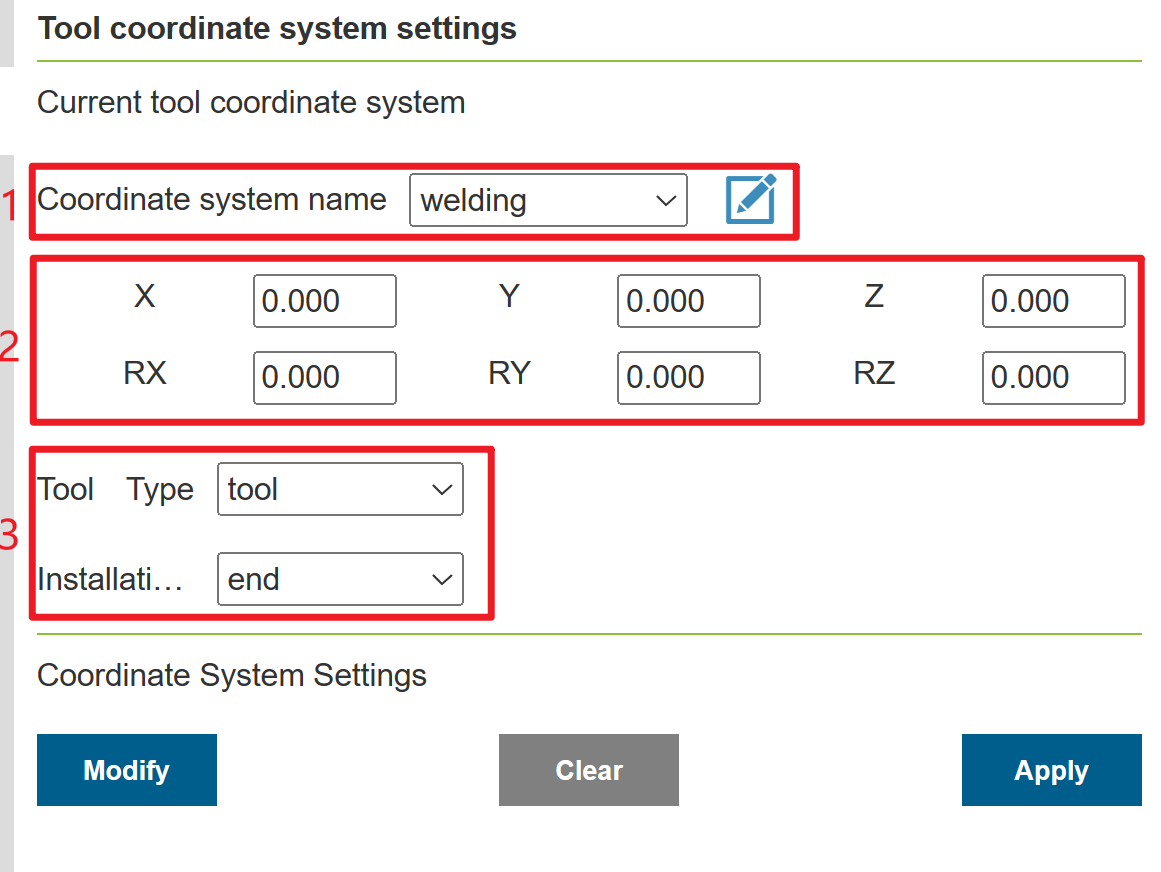 Tool coordinate system settings
Current tool coordinate system
1 Coordinate system name welding
2
X 0.000 Y 0.000 Z 0.000
RX 0.000 RY 0.000 RZ 0.000
Tool Type tool
3
Installati... end
Coordinate System Settings
Modify Clear Apply